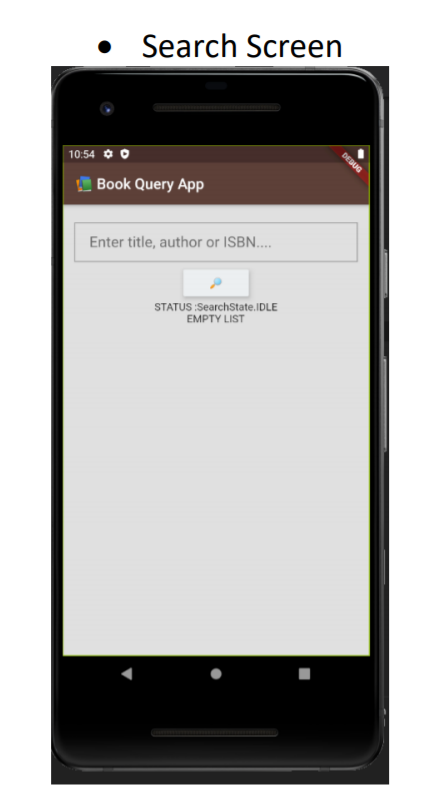 • Search Screen
10:54
DEBUG
📚 Book Query App
Enter title, author or ISBN....
🔎
STATUS :SearchState.IDLE
EMPTY LIST